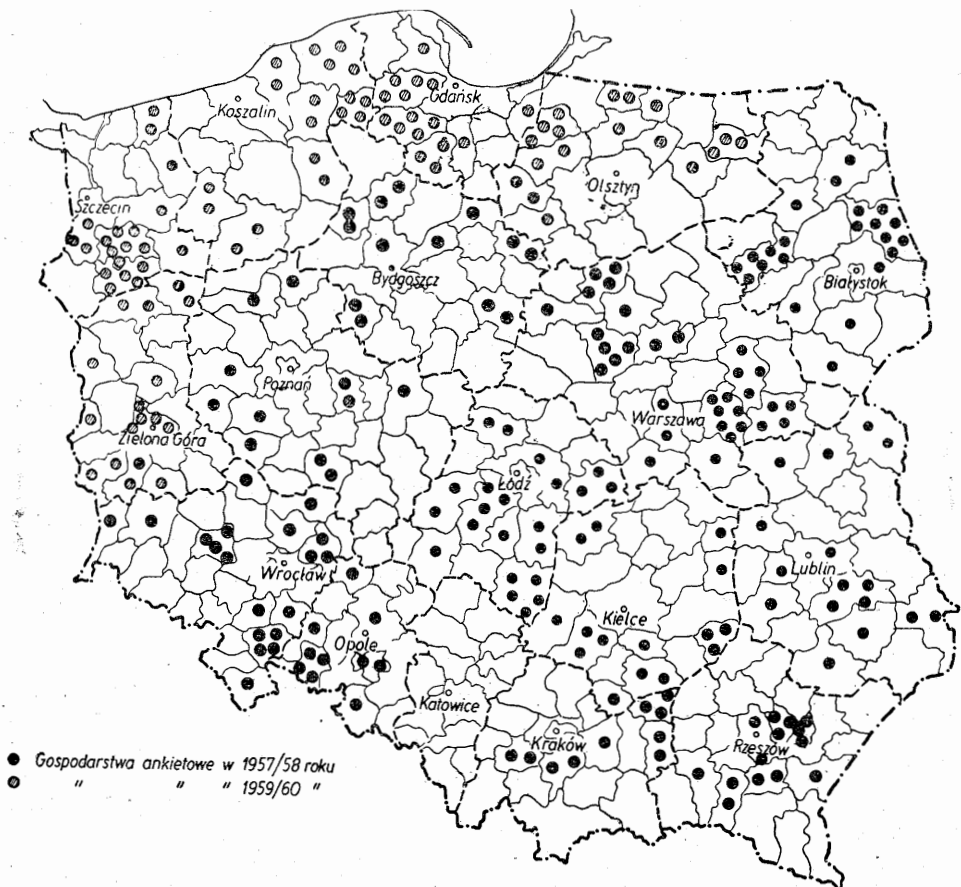 Koszalin
Gdańsk
Olsztyn
Szczecin
Bydgoszcz
Białystok
Poznań
Warszawa
Zielona Góra
Łódź
Wrocław
Lublin
Kielce
Opole
Katowice
Kraków
Rzeszów
Gospodarstwa ankietowe w 1957/58 roku
" " " 1959/60 "